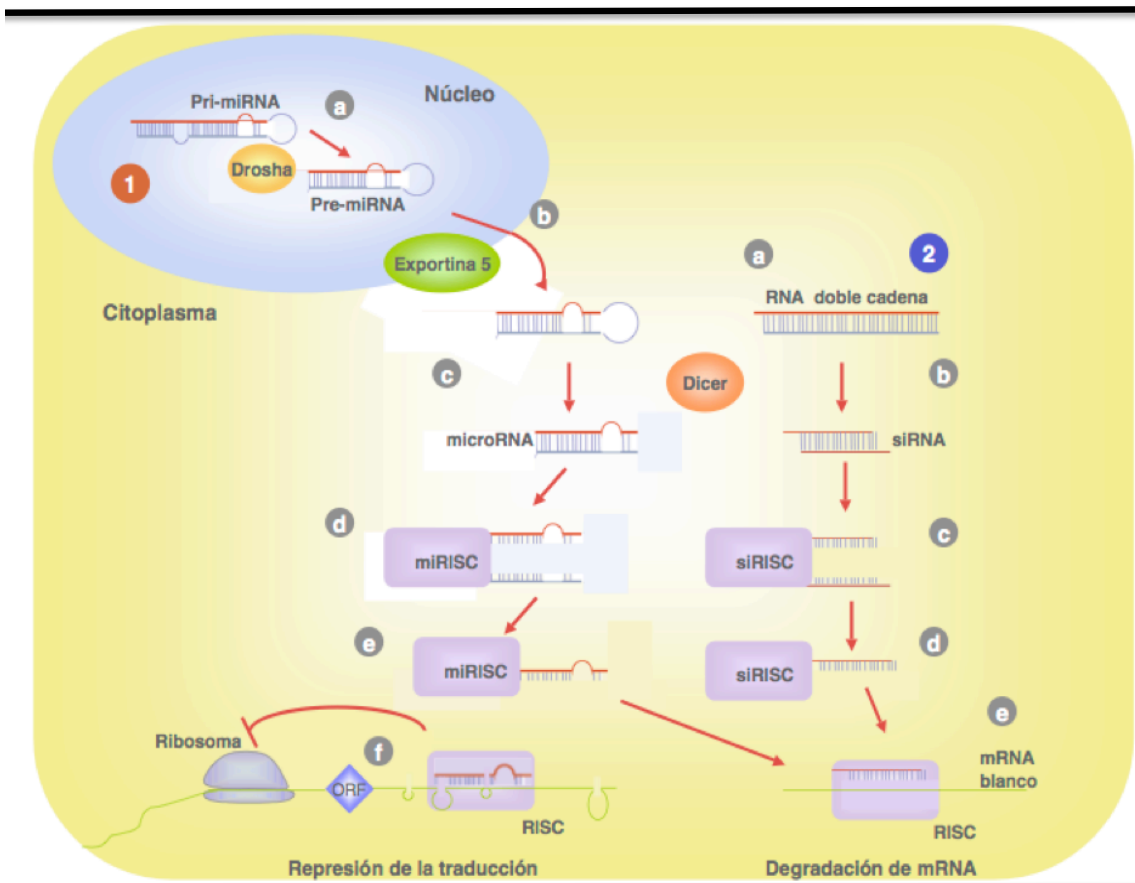 Núcleo
Pri-miRNA
a
1
Drosha
Pre-miRNA
b
Exportina 5
Citoplasma
c
microRNA
d
miRISC
e
miRISC
Ribosoma
f
ORF
RISC
Represión de la traducción
2
a
RNA doble cadena
Dicer
b
siRNA
c
siRISC
d
siRISC
e
mRNA
blanco
RISC
Degradación de mRNA